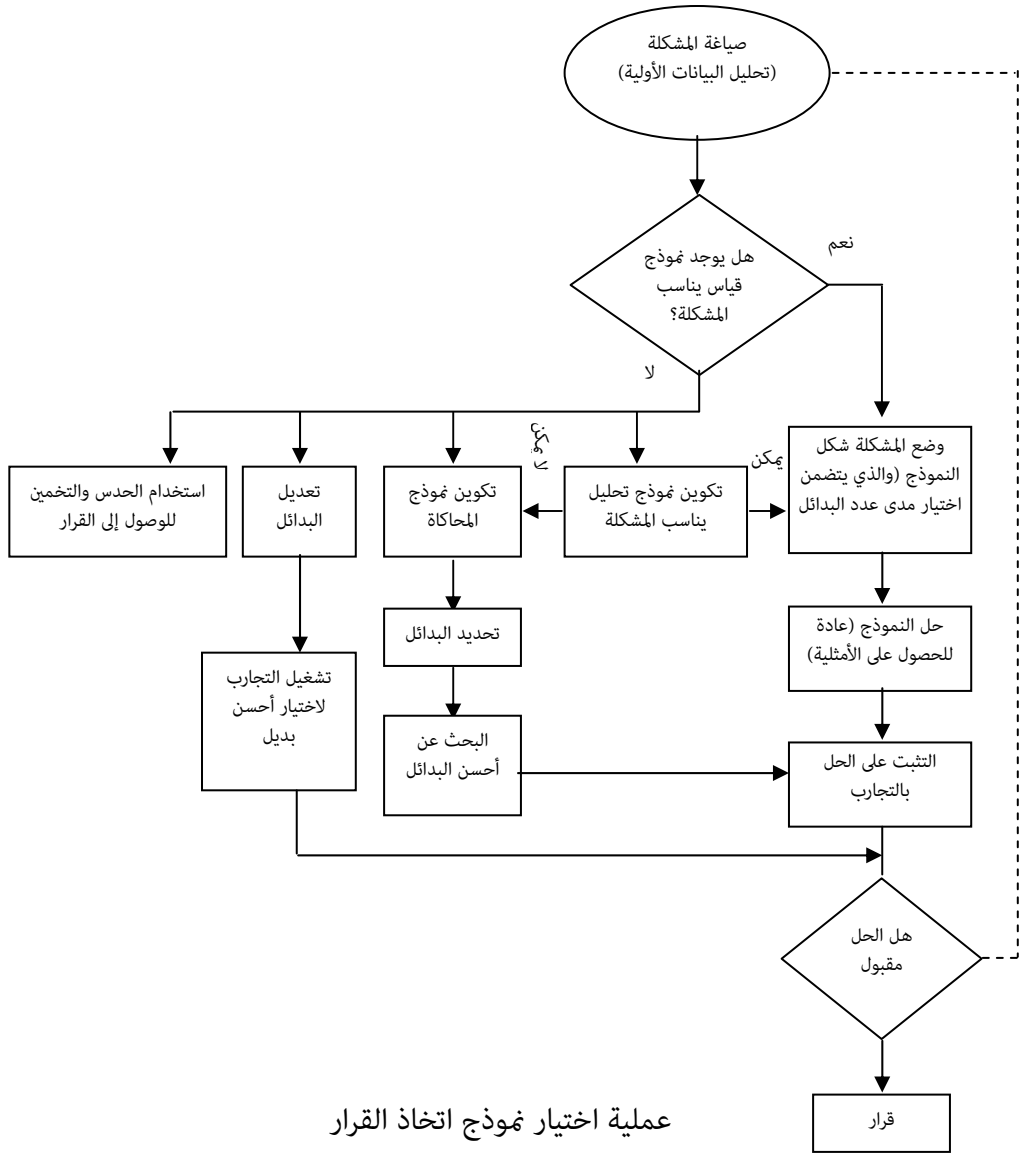 صياغة المشكلة
(تحليل البيانات الأولية)
هل يوجد نموذج
قياس يناسب
المشكلة؟
نعم
لا
وضع المشكلة شكل
النموذج (والذي يتضمن
اختيار مدى عدد البدائل
يمكن
تكوين نموذج تحليل
يناسب المشكلة
لا يمكن
تكوين نموذج
المحاكاة
تعديل
البدائل
استخدام الحدس والتخمين
للوصول إلى القرار
حل النموذج (عادة
للحصول على الأمثلية)
تحديد البدائل
تشغيل التجارب
لاختيار أحسن
بديل
البحث عن
أحسن البدائل
التثبت على الحل
بالتجارب
هل الحل
مقبول
قرار
عملية اختيار نموذج اتخاذ القرار